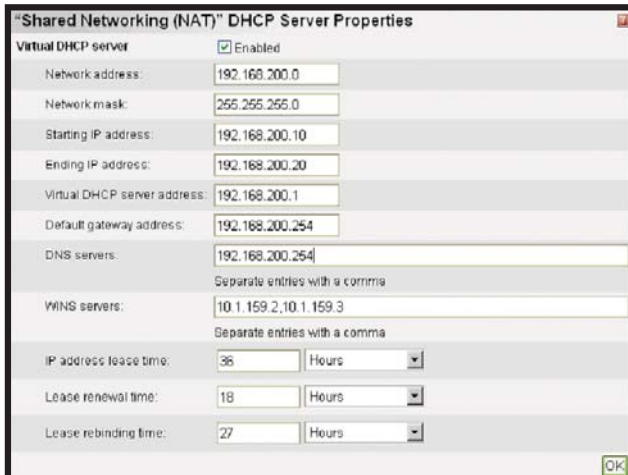 "Shared Networking (NAT)" DHCP Server Properties
Virtual DHCP server Enabled
Network address: 192.168.200.0
Network mask: 255.255.255.0
Starting IP address: 192.168.200.10
Ending IP address: 192.168.200.20
Virtual DHCP server address: 192.168.200.1
Default gateway address: 192.168.200.254
DNS servers: 192.168.200.254
Separate entries with a comma
WINS servers: 10.1.159.2,10.1.159.3
Separate entries with a comma
IP address lease time: 36 Hours
Lease renewal time: 18 Hours
Lease rebinding time: 27 Hours
OK